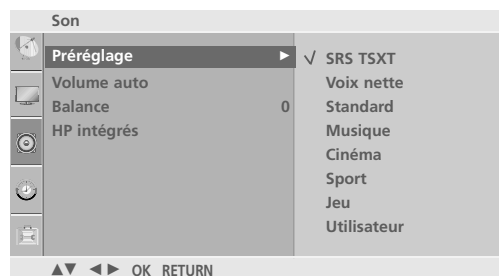 Son
Préréglage ► √ SRS TSXT
Volume auto Voix nette
Balance 0 Standard
HP intégrés Musique
Cinéma
Sport
Jeu
Utilisateur
▲▼ ◄► OK RETURN